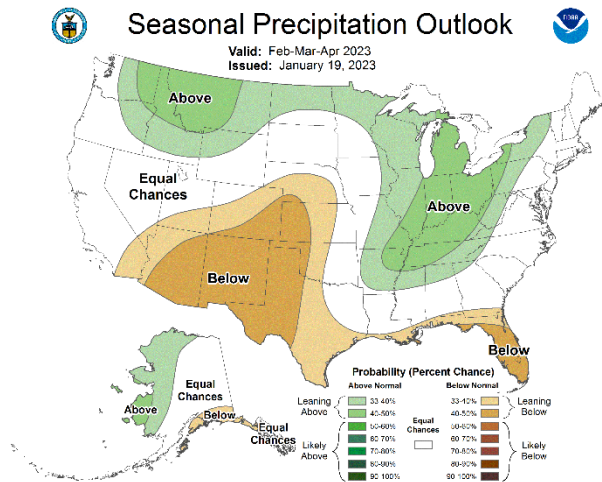 Seasonal Precipitation Outlook
Valid: Feb-Mar-Apr 2023
Issued: January 19, 2023
NOAA
Above
Equal
Chances
Above
Below
Below
Equal
Chances
Above
Below
Equal
Chances
Probability (Percent Chance)
Above Normal
Below Normal
Leaning
Above
33-40%
40-50%
Likely
Above
50-60%
60-70%
70-80%
80-90%
90-100%
Equal
Chances
33-40%
40-50%
50-60%
60-70%
70-80%
80-90%
90-100%
Leaning
Below
Likely
Below